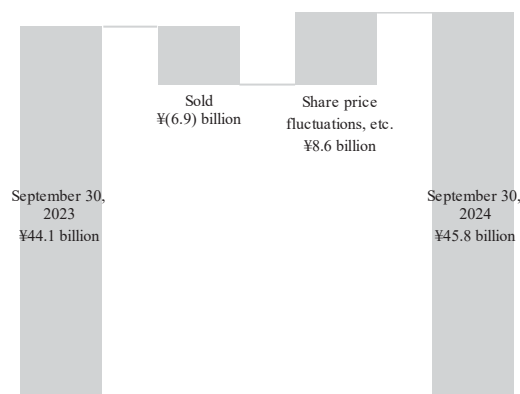 Sold
¥(6.9) billion
Share price
fluctuations, etc.
¥8.6 billion
September 30,
2023
¥44.1 billion
September 30,
2024
¥45.8 billion